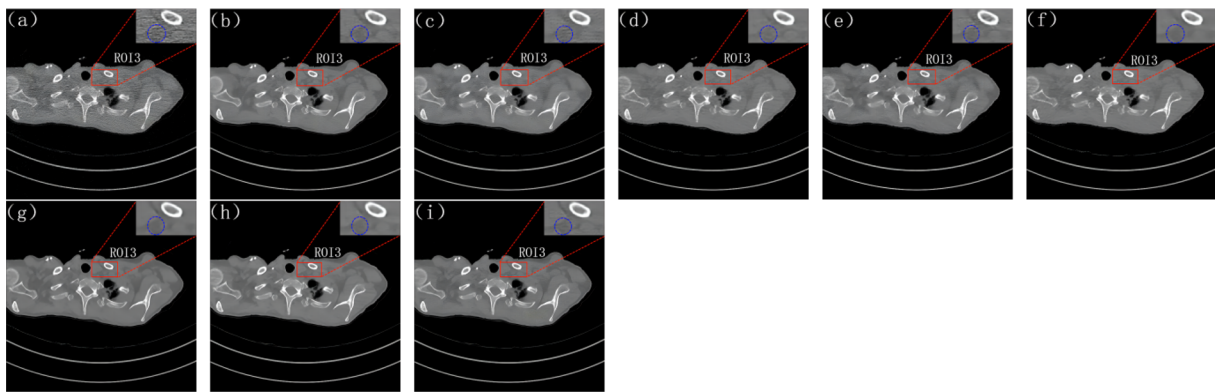 (a) ROI3
(b) ROI3
(c) ROI3
(d) ROI3
(e) ROI3
(f) ROI3
(g) ROI3
(h) ROI3
(i) ROI3